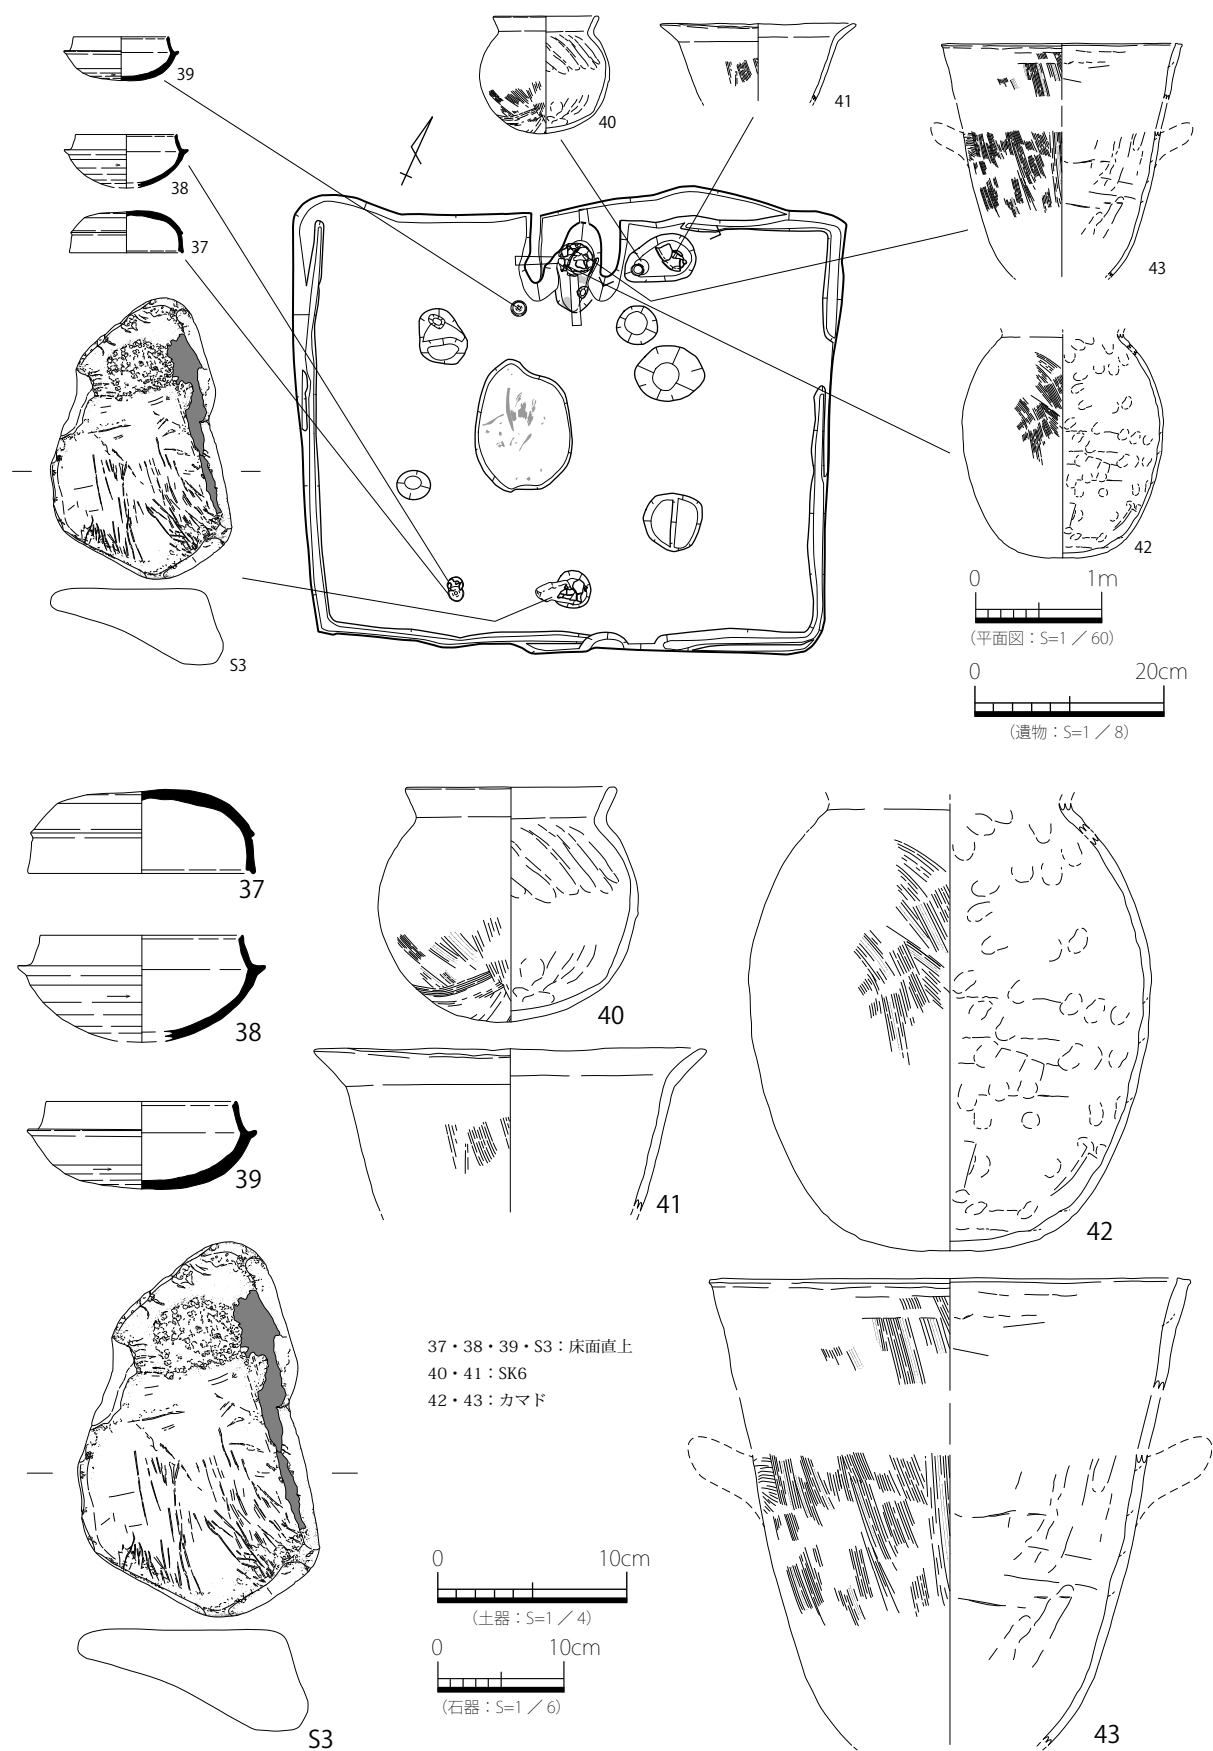 39
38
37
S3
40
41
43
42
0 1m
（平面図：S=1／60）
0 20cm
（遺物：S=1／8）
37
38
39
40
41
42
S3
37・38・39・S3：床面直上
40・41：SK6
42・43：カマド
0 10cm
（土器：S=1／4）
0 10cm
（石器：S=1／6）
43